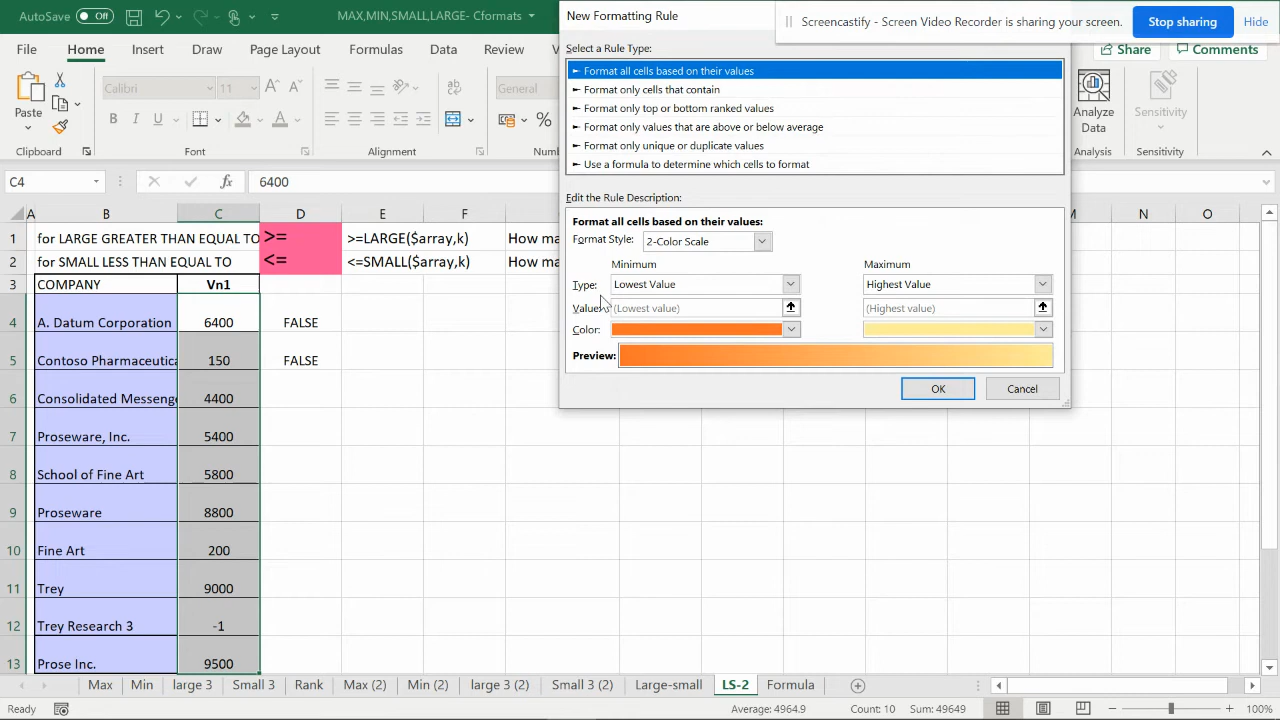 AutoSave Off
MAX,MIN,SMALL,LARGE- Cformats
New Formatting Rule
Screencastify - Screen Video Recorder is sharing your screen.
Stop sharing
Hide
File Home Insert Draw Page Layout Formulas Data Review
Share Comments
Paste
Calibri 11
General
Analyze
Data
Sensitivity
Clipboard Font Alignment Analysis Sensitivity
Select a Rule Type:
► Format all cells based on their values
► Format only cells that contain
► Format only top or bottom ranked values
► Format only values that are above or below average
► Format only unique or duplicate values
► Use a formula to determine which cells to format
Edit the Rule Description:
Format all cells based on their values:
Format Style: 2-Color Scale
Minimum Maximum
Type: Lowest Value Highest Value
Value: (Lowest value) (Highest value)
Color:
Preview:
OK Cancel
C4 fx 6400
A B C D E F M N O
1 for LARGE GREATER THAN EQUAL TO >= >=LARGE($array,k) How ma
2 for SMALL LESS THAN EQUAL TO <= <=SMALL($array,k) How ma
3 COMPANY Vn1
4 A. Datum Corporation 6400 FALSE
5 Contoso Pharmaceutica 150 FALSE
6 Consolidated Messenge 4400
7 Proseware, Inc. 5400
8 School of Fine Art 5800
9 Proseware 8800
10 Fine Art 200
11 Trey 9000
12 Trey Research 3 -1
13 Prose Inc. 9500
Max Min large 3 Small 3 Rank Max (2) Min (2) large 3 (2) Small 3 (2) Large-small LS-2 Formula
Ready Average: 4964.9 Count: 10 Sum: 49649 100%